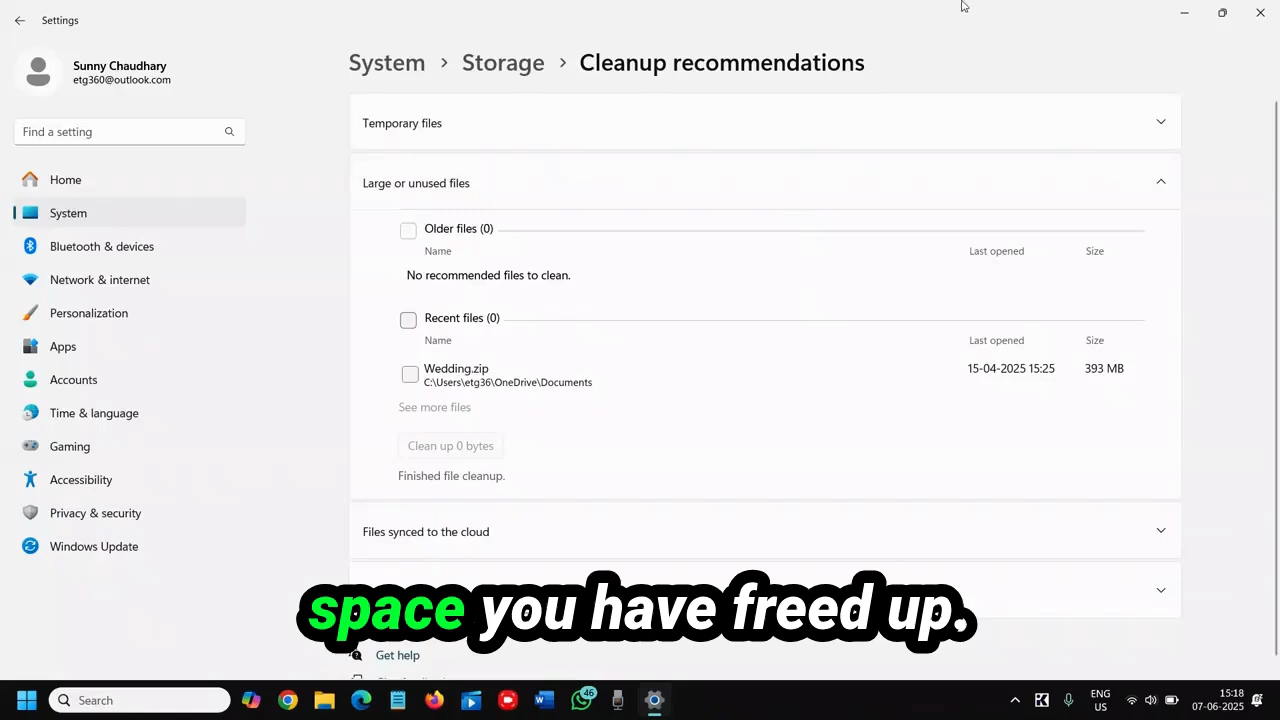 Settings
Sunny Chaudhary
etg360@outlook.com
Find a setting
Home
System
Bluetooth & devices
Network & internet
Personalization
Apps
Accounts
Time & language
Gaming
Accessibility
Privacy & security
Windows Update
System > Storage > Cleanup recommendations
Temporary files
Large or unused files
Older files (0)
Name Last opened Size
No recommended files to clean.
Recent files (0)
Name Last opened Size
Wedding.zip 15-04-2025 15:25 393 MB
C:\Users\etg36\OneDrive\Documents
See more files
Clean up 0 bytes
Finished file cleanup.
Files synced to the cloud
space you have freed up.
Get help
Search
46
ENG
US
15:18
07-06-2025